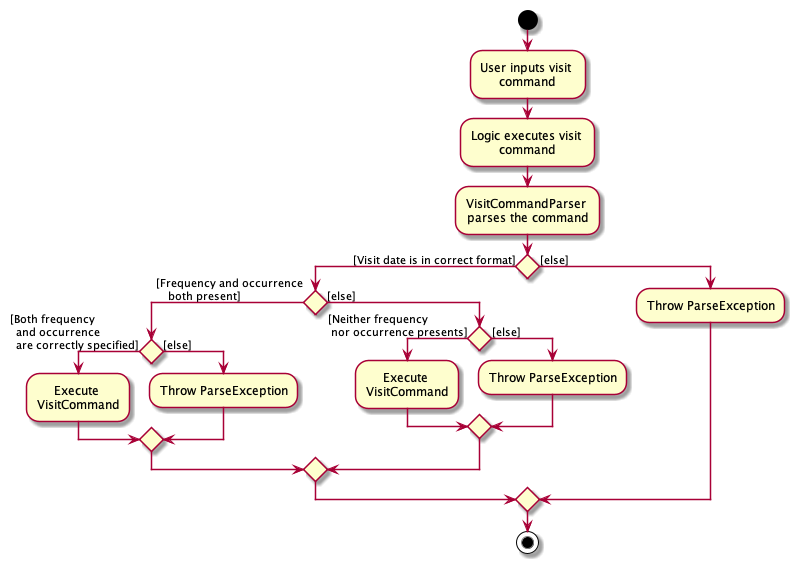 User inputs visit
command
Logic executes visit
command
VisitCommandParser
parses the command
[Visit date is in correct format]
[else]
[Frequency and occurrence
both present]
[else]
Throw ParseException
[Both frequency
and occurrence
are correctly specified]
[else]
[Neither frequency
nor occurrence presents]
[else]
Execute
VisitCommand
Throw ParseException
Execute
VisitCommand
Throw ParseException